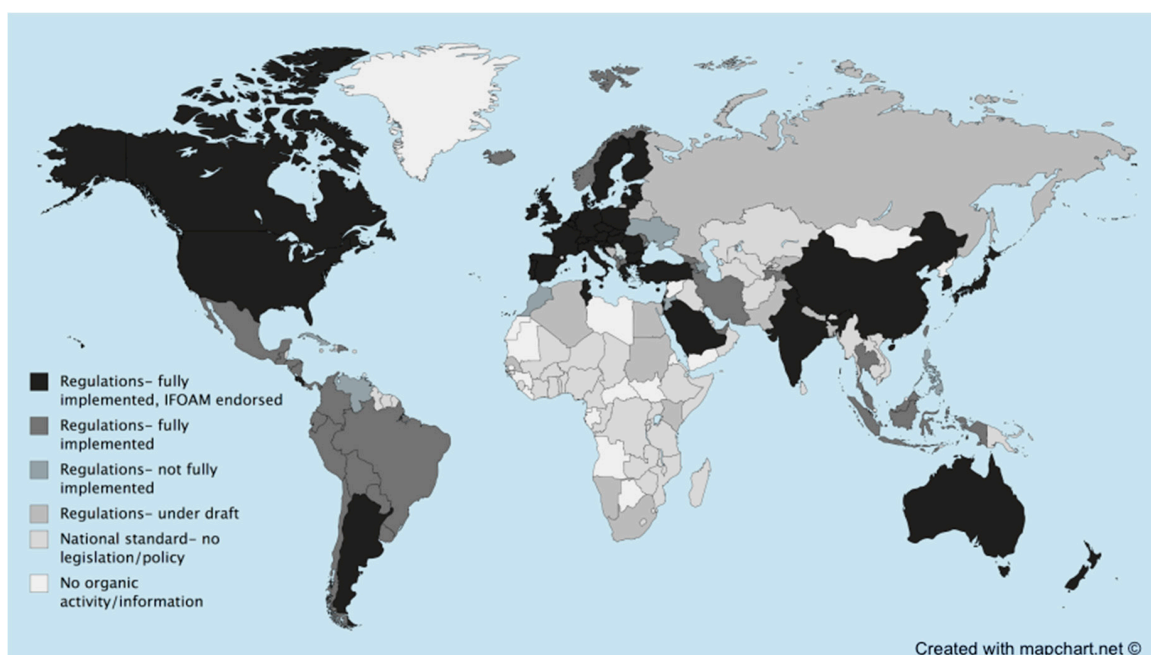 Regulations- fully
implemented, IFOAM endorsed
Regulations- fully
implemented
Regulations- not fully
implemented
Regulations- under draft
National standard- no
legislation/policy
No organic
activity/information
Created with mapchart.net ©